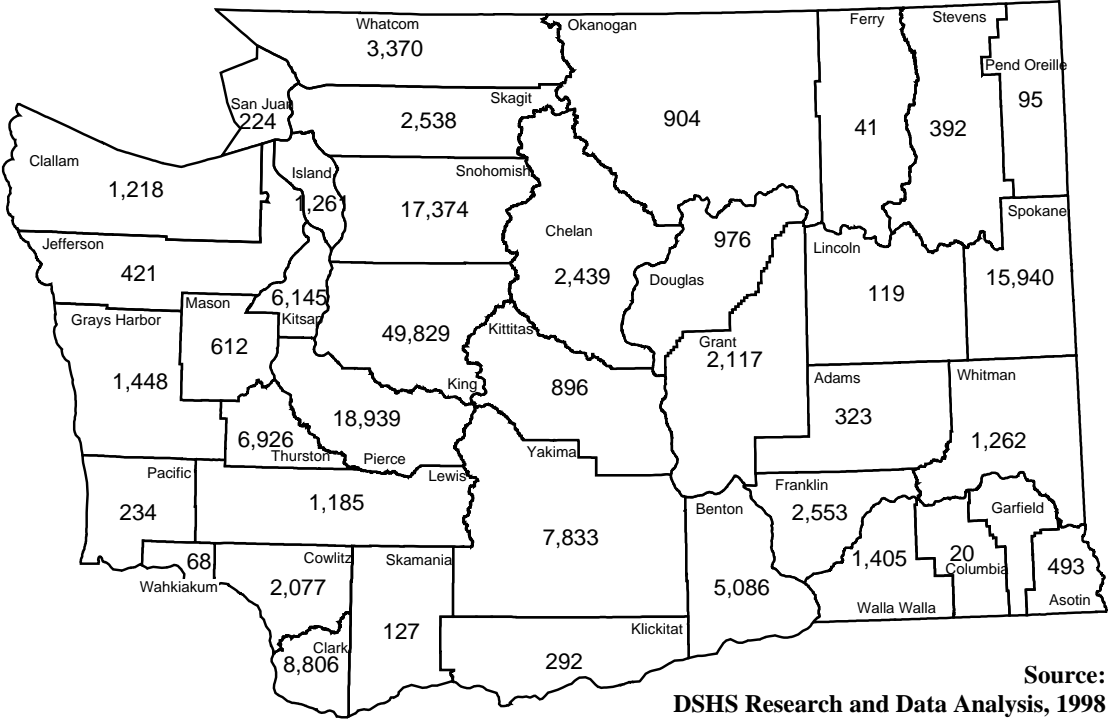 Whatcom
3,370
Okanogan
904
Ferry
41
Stevens
392
Pend Oreille
95
San Juan
224
Skagit
2,538
Clallam
1,218
Island
1,261
Snohomish
17,374
Chelan
2,439
976
Douglas
Lincoln
119
Spokane
15,940
Jefferson
421
6,145
Kitsap
Mason
612
Grays Harbor
1,448
49,829
King
Kittitas
896
Grant
2,117
Adams
323
Whitman
1,262
18,939
Pierce
6,926
Thurston
Lewis
1,185
Yakima
7,833
Pacific
234
Benton
5,086
Franklin
2,553
Garfield
1,405
Walla Walla
20
Columbia
493
Asotin
68
Wahkiakum
Cowlitz
2,077
Skamania
127
Clark
8,806
Klickitat
292
Source:
DSHS Research and Data Analysis, 1998